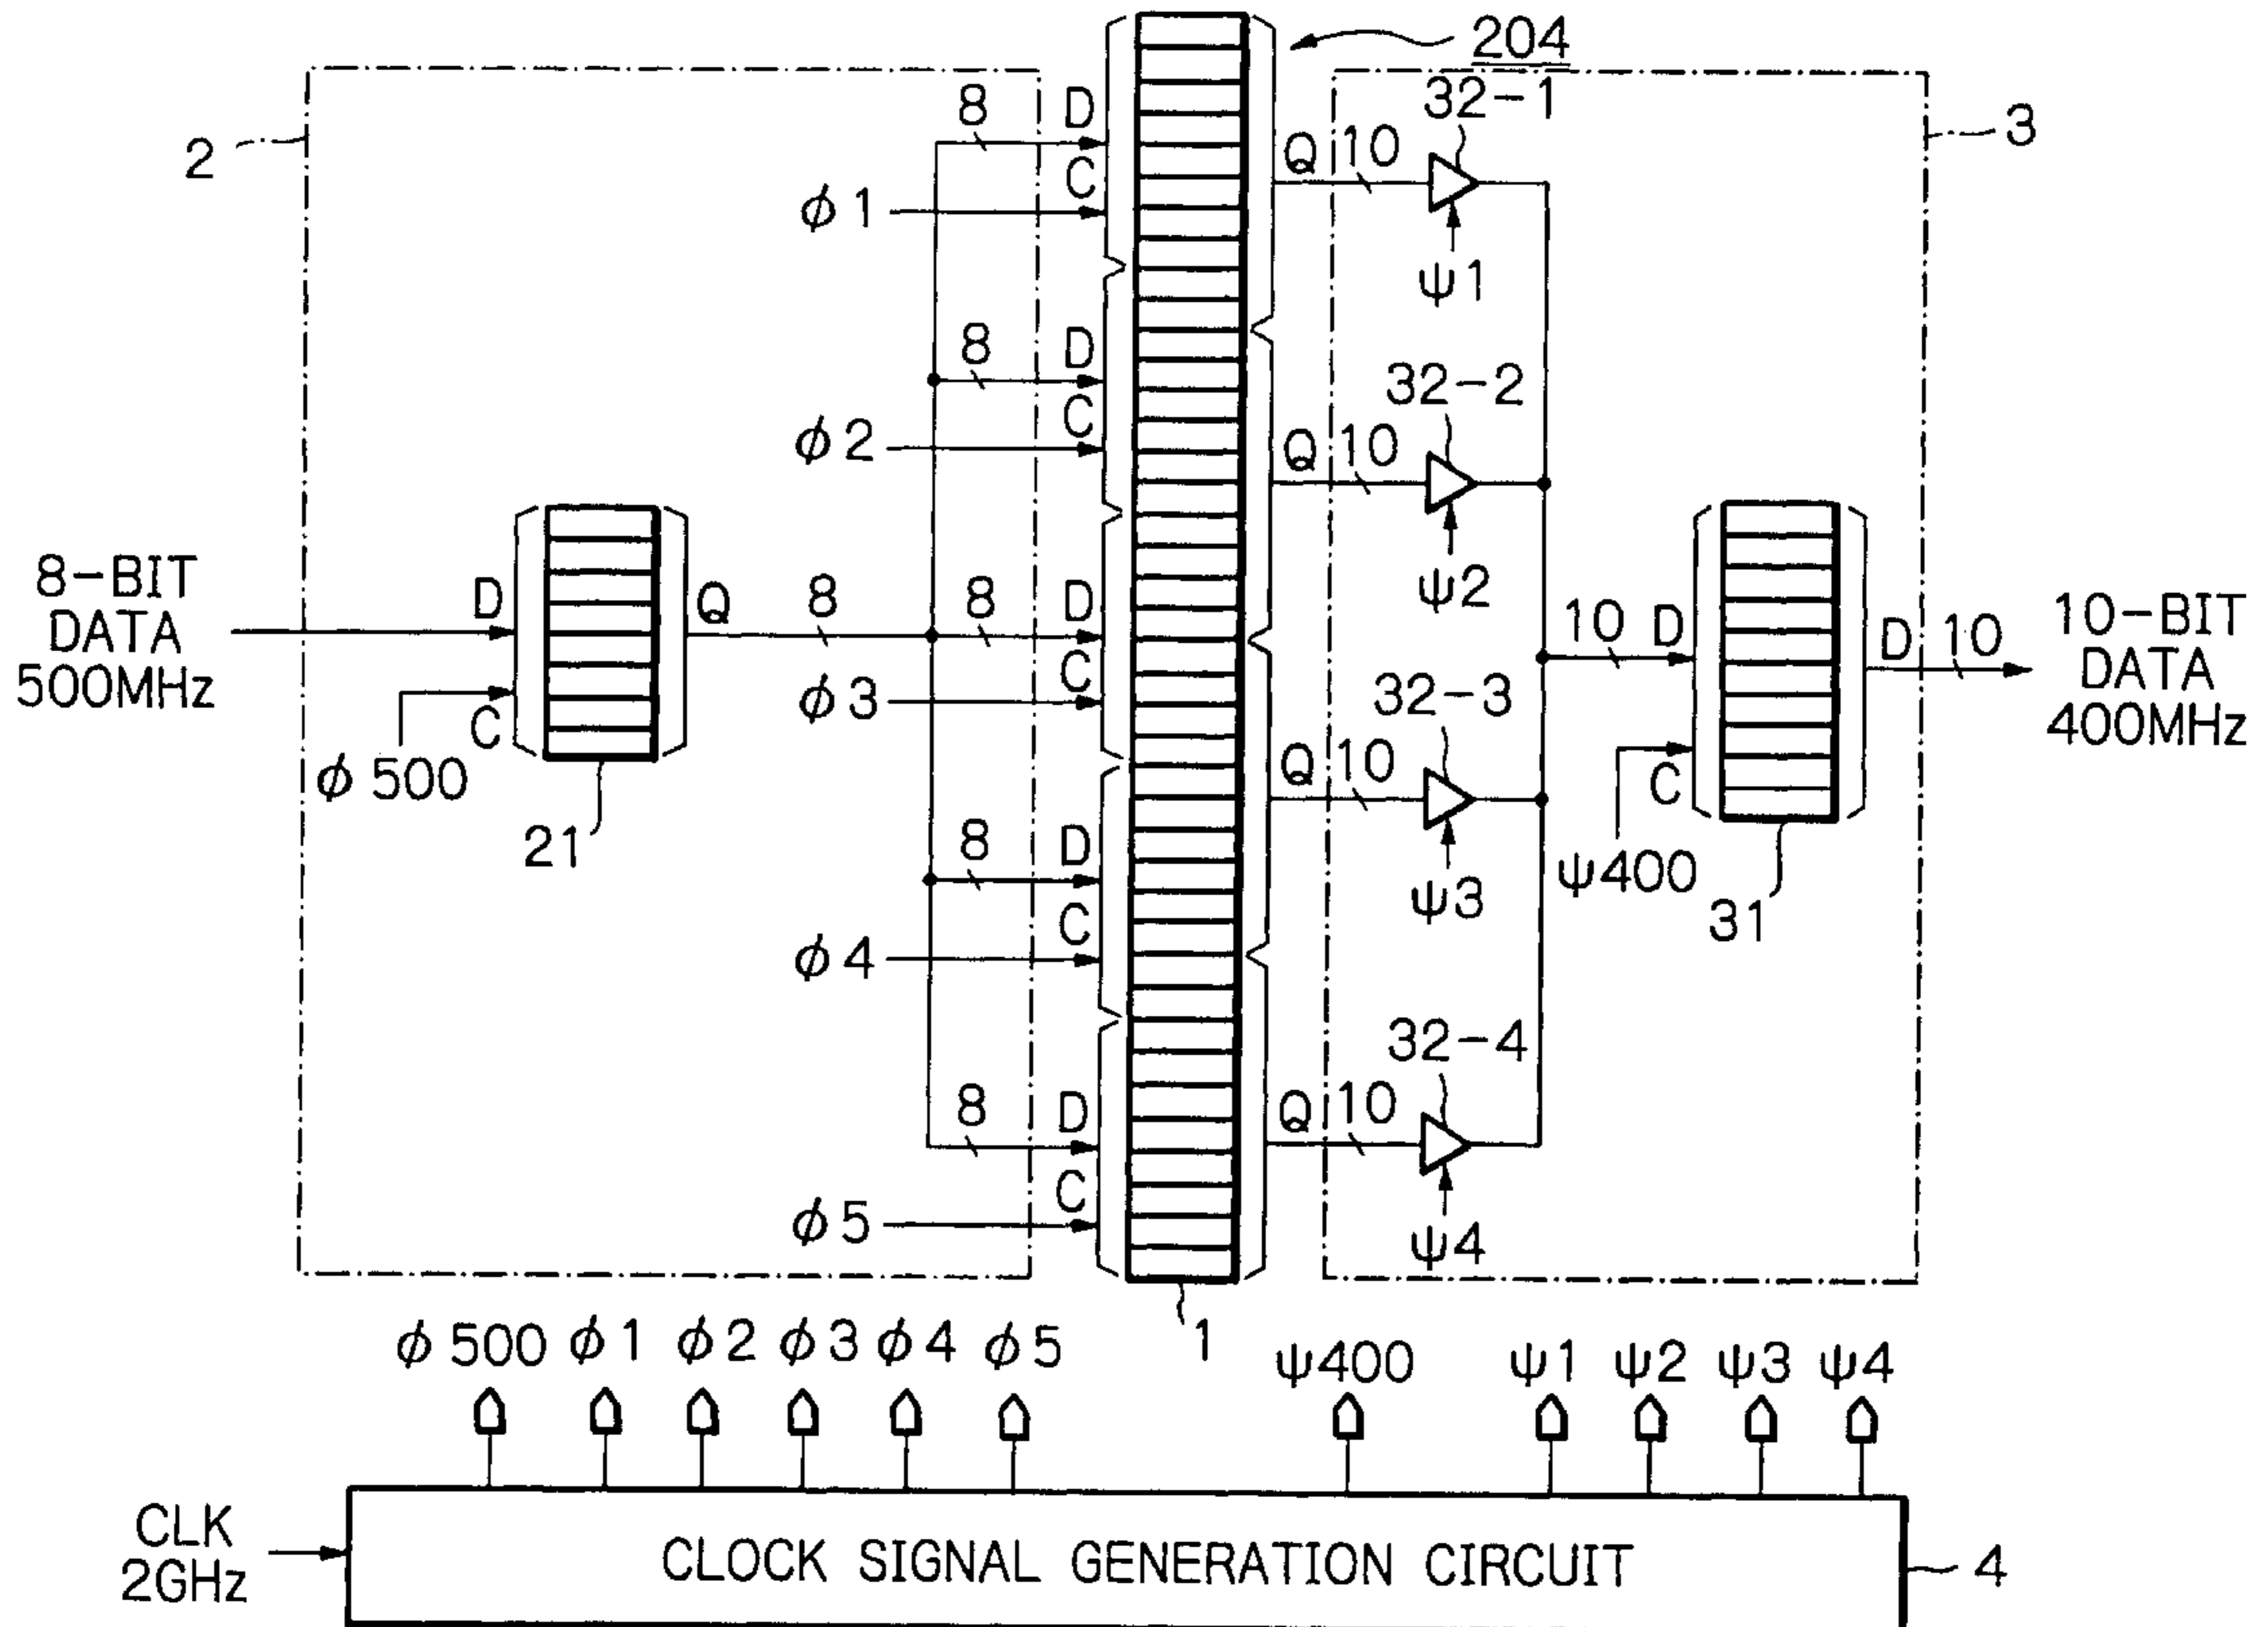 204
2
8
D
32-1
3
C
Q
10
φ1
ψ1
8
D
32-2
C
φ2
Q
10
ψ2
8-BIT
DATA
500MHz
D
Q
8
8
D
10
D
D
10
10-BIT
DATA
400MHz
C
φ500
C
φ3
32-3
Q
10
C
ψ400
21
8
D
ψ3
31
C
φ4
32-4
8
D
Q
10
C
φ5
ψ4
φ500
φ1
φ2
φ3
φ4
φ5
1
ψ400
ψ1
ψ2
ψ3
ψ4
CLK
2GHz
CLOCK SIGNAL GENERATION CIRCUIT
4